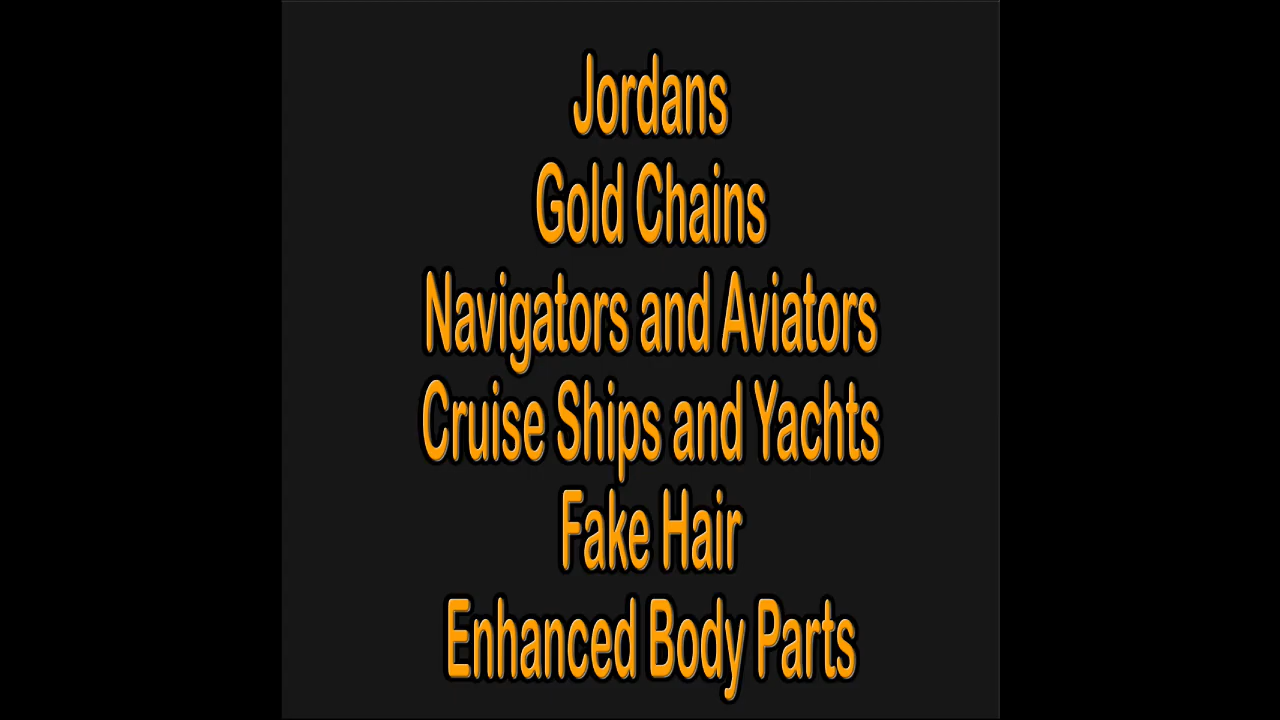 Jordans
Gold Chains
Navigators and Aviators
Cruise Ships and Yachts
Fake Hair
Enhanced Body Parts